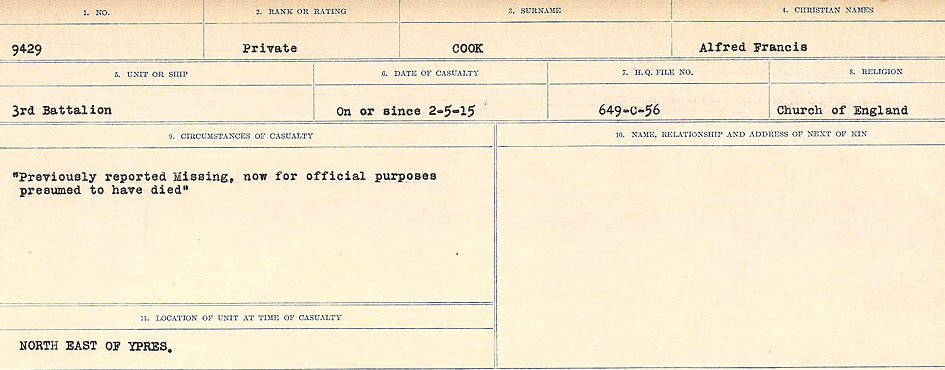 1. NO. 2. RANK OR RATING 3. SURNAME 4. CHRISTIAN NAMES
9429 Private COOK Alfred Francis
5. UNIT OR SHIP 6. DATE OF CASUALTY 7. H.Q. FILE NO. 8. RELIGION
3rd Battalion On or since 2-5-15 649-C-56 Church of England
9. CIRCUMSTANCES OF CASUALTY 10. NAME, RELATIONSHIP AND ADDRESS OF NEXT OF KIN
"Previously reported Missing, now for official purposes
presumed to have died"
11. LOCATION OF UNIT AT TIME OF CASUALTY
NORTH EAST OF YPRES.